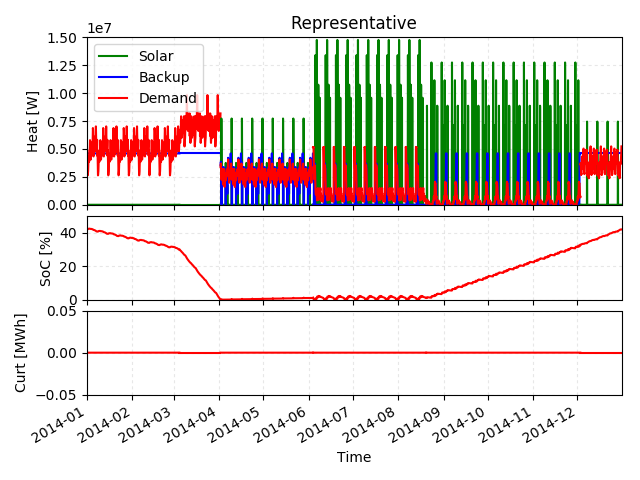 Representative
1e7
1.50
1.25
1.00
0.75
0.50
0.25
0.00
Heat [W]
Solar
Backup
Demand
40
20
0
SoC [%]
0.05
0.00
−0.05
Curt [MWh]
2014-01
2014-02
2014-03
2014-04
2014-05
2014-06
2014-07
2014-08
2014-09
2014-10
2014-11
2014-12
Time